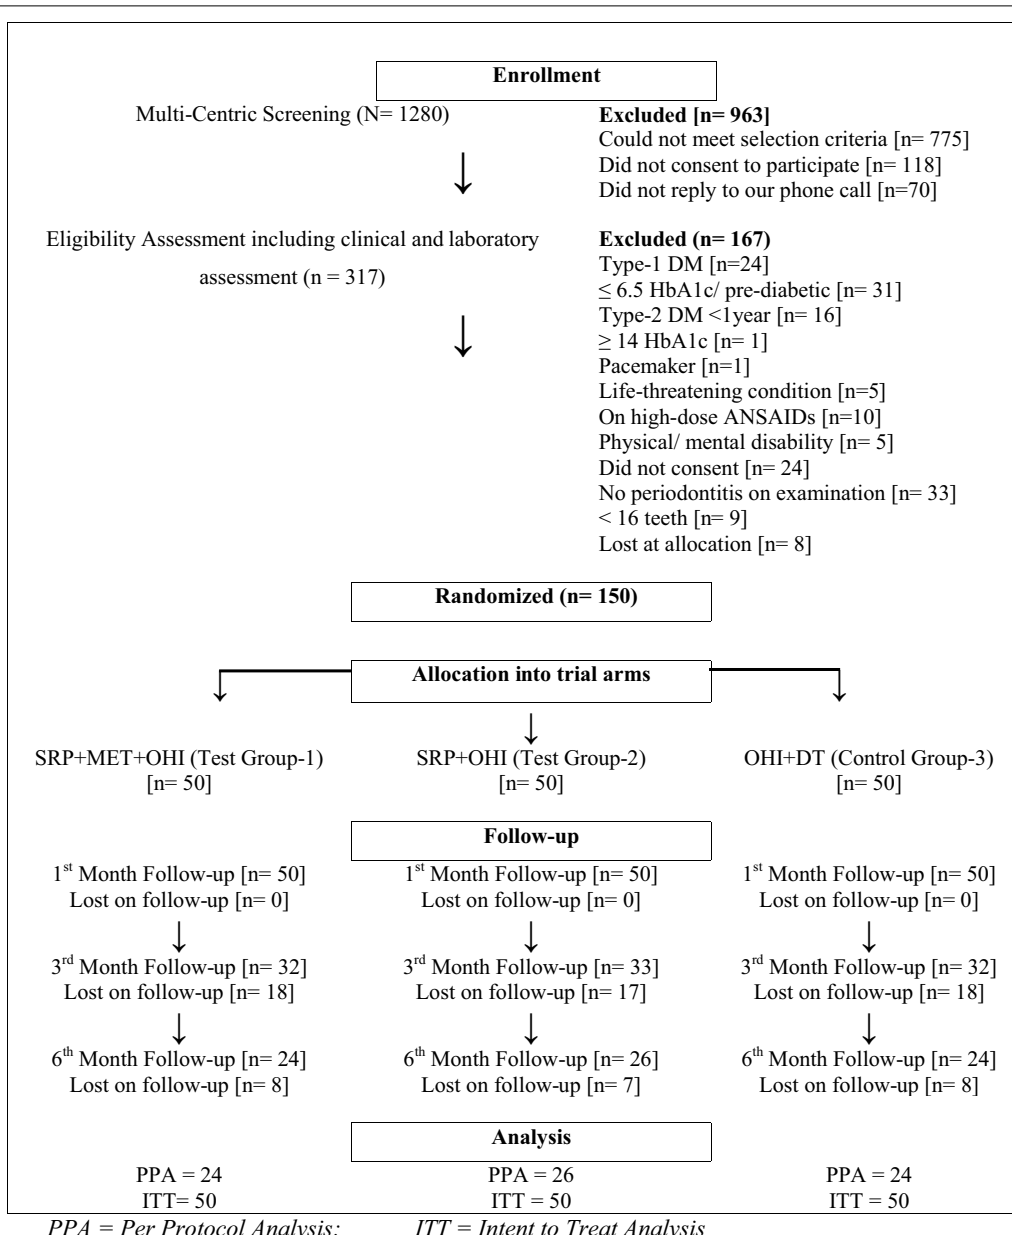 Enrollment
Multi-Centric Screening (N= 1280)
Excluded [n= 963]
Could not meet selection criteria [n= 775]
Did not consent to participate [n= 118]
Did not reply to our phone call [n=70]
Eligibility Assessment including clinical and laboratory
assessment (n = 317)
Excluded (n= 167)
Type-1 DM [n=24]
≤ 6.5 HbA1c/ pre-diabetic [n= 31]
Type-2 DM <1year [n= 16]
≥ 14 HbA1c [n= 1]
Pacemaker [n=1]
Life-threatening condition [n=5]
On high-dose ANSAIDs [n=10]
Physical/ mental disability [n= 5]
Did not consent [n= 24]
No periodontitis on examination [n= 33]
< 16 teeth [n= 9]
Lost at allocation [n= 8]
Randomized (n= 150)
Allocation into trial arms
SRP+MET+OHI (Test Group-1)
[n= 50]
SRP+OHI (Test Group-2)
[n= 50]
OHI+DT (Control Group-3)
[n= 50]
Follow-up
1st Month Follow-up [n= 50]
Lost on follow-up [n= 0]
1st Month Follow-up [n= 50]
Lost on follow-up [n= 0]
1st Month Follow-up [n= 50]
Lost on follow-up [n= 0]
3rd Month Follow-up [n= 32]
Lost on follow-up [n= 18]
3rd Month Follow-up [n= 33]
Lost on follow-up [n= 17]
3rd Month Follow-up [n= 32]
Lost on follow-up [n= 18]
6th Month Follow-up [n= 24]
Lost on follow-up [n= 8]
6th Month Follow-up [n= 26]
Lost on follow-up [n= 7]
6th Month Follow-up [n= 24]
Lost on follow-up [n= 8]
Analysis
PPA = 24
ITT= 50
PPA = 26
ITT = 50
PPA = 24
ITT = 50
PPA = Per Protocol Analysis; ITT = Intent to Treat Analysis